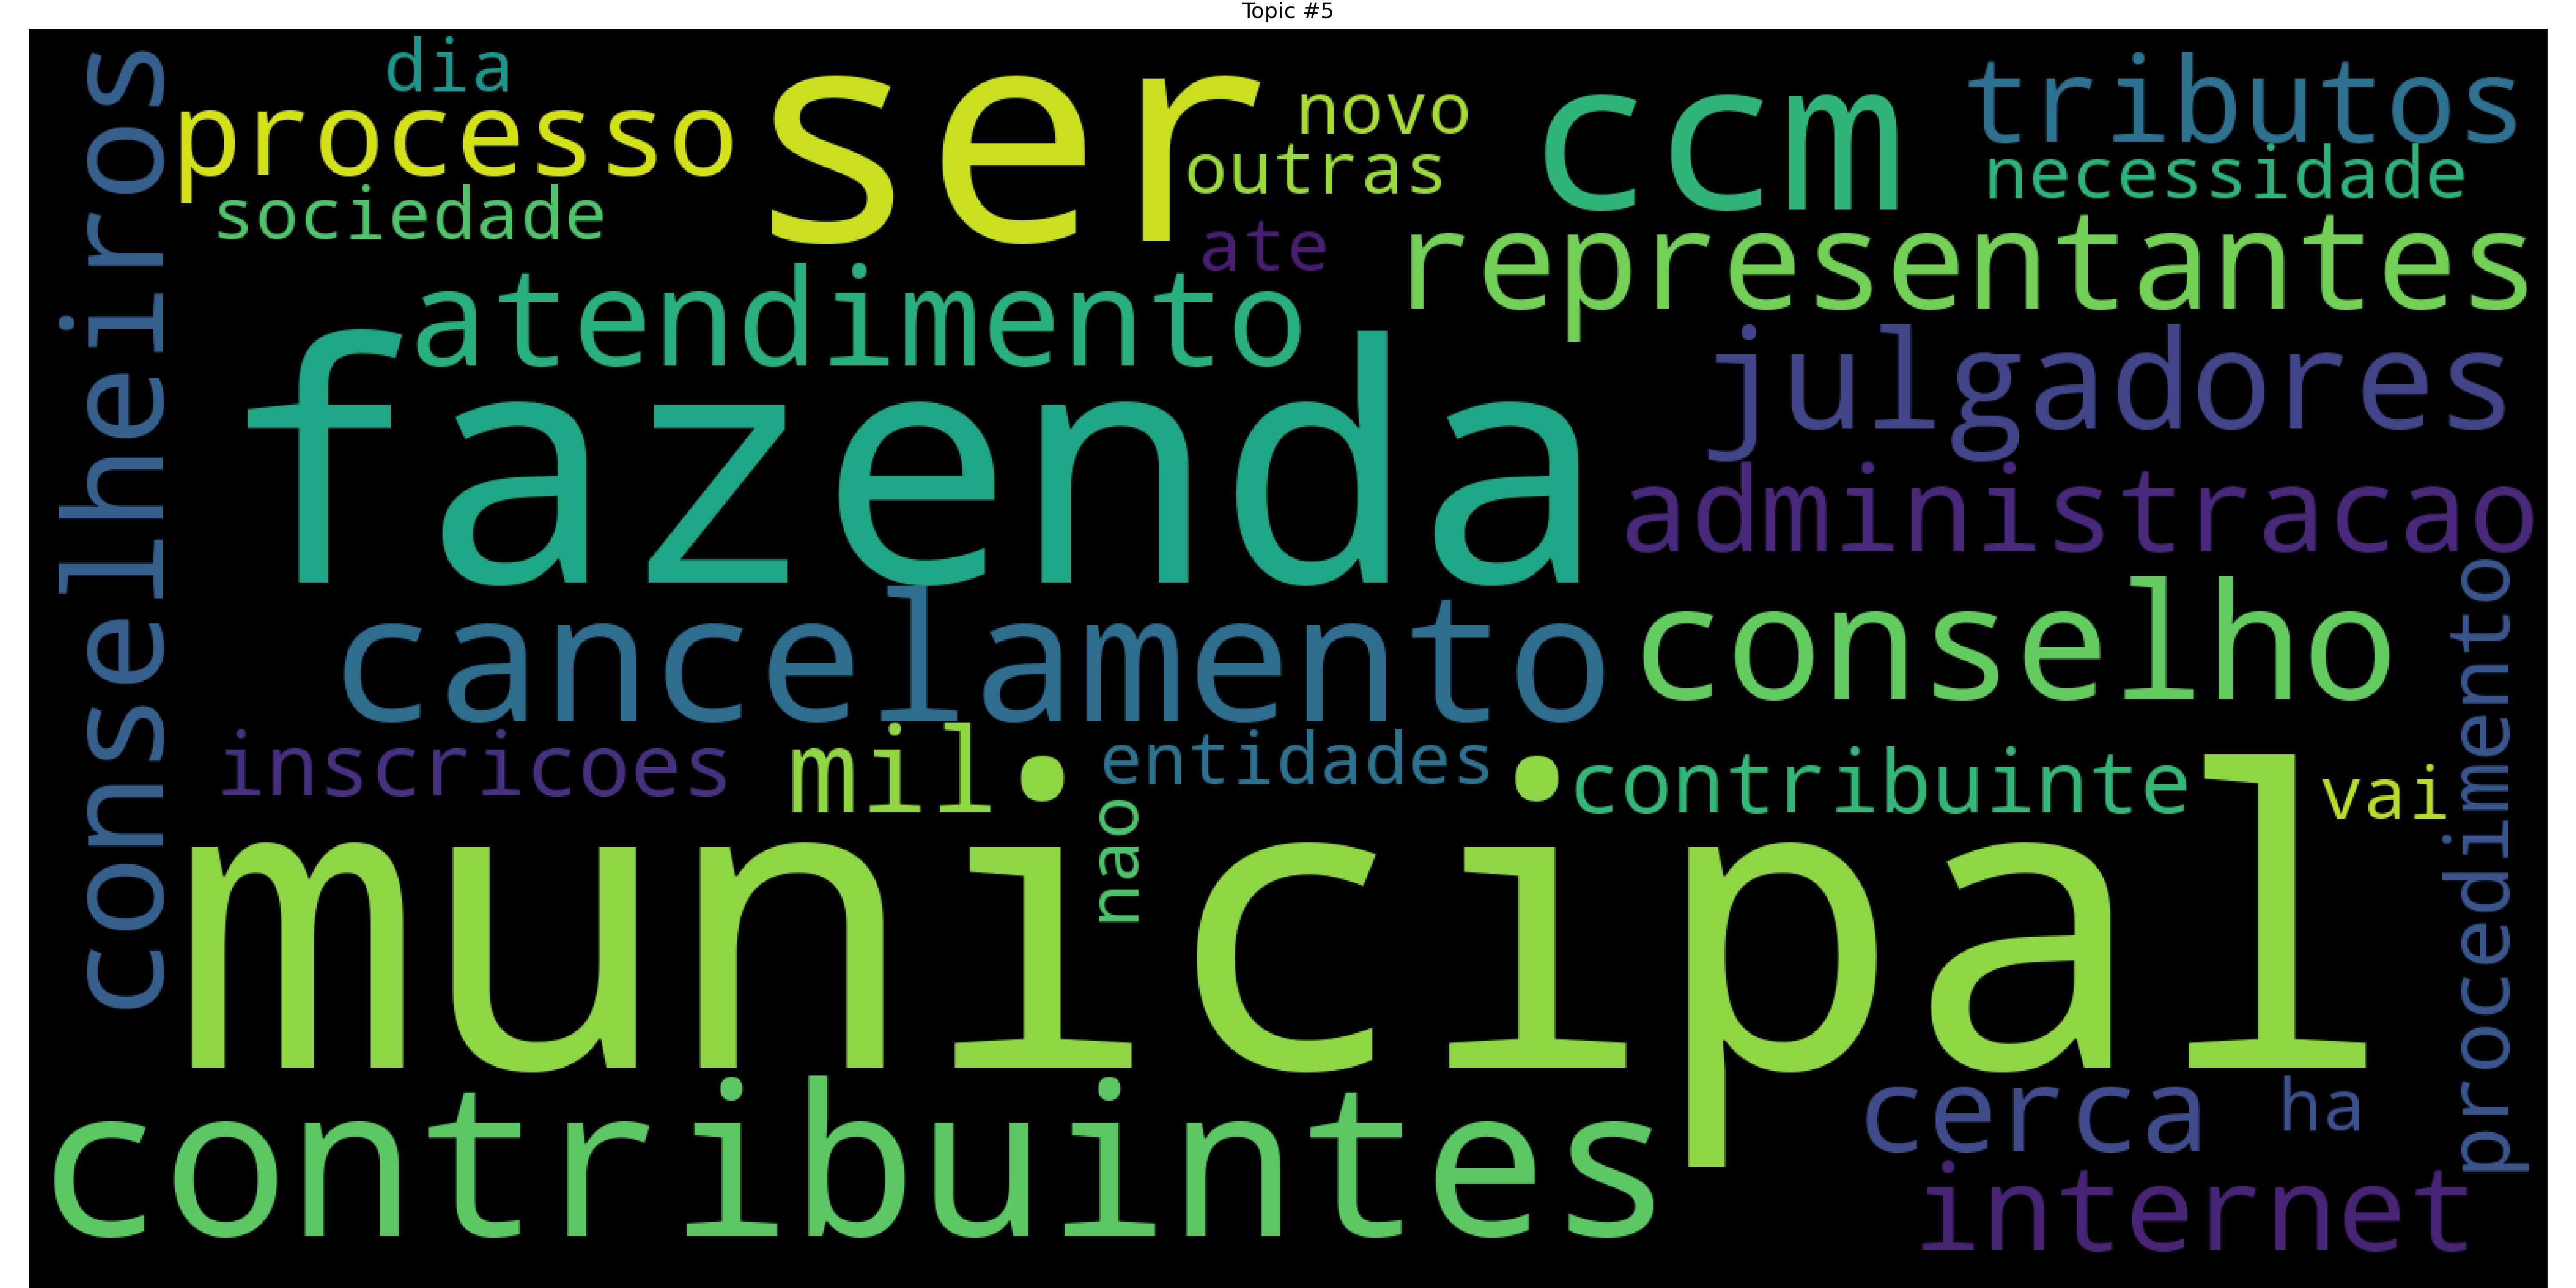 Topic #5
conselheiros
dia
processo
sociedade
ser
novo
outras
ate
ccm
tributos
necessidade
representantes
atendimento
fazenda
julgadores
administracao
cancelamento
conselho
procedimento
inscricoes
mil
entidades
nao
contribuinte
vai
municipal
contribuintes
cerca
ha
internet